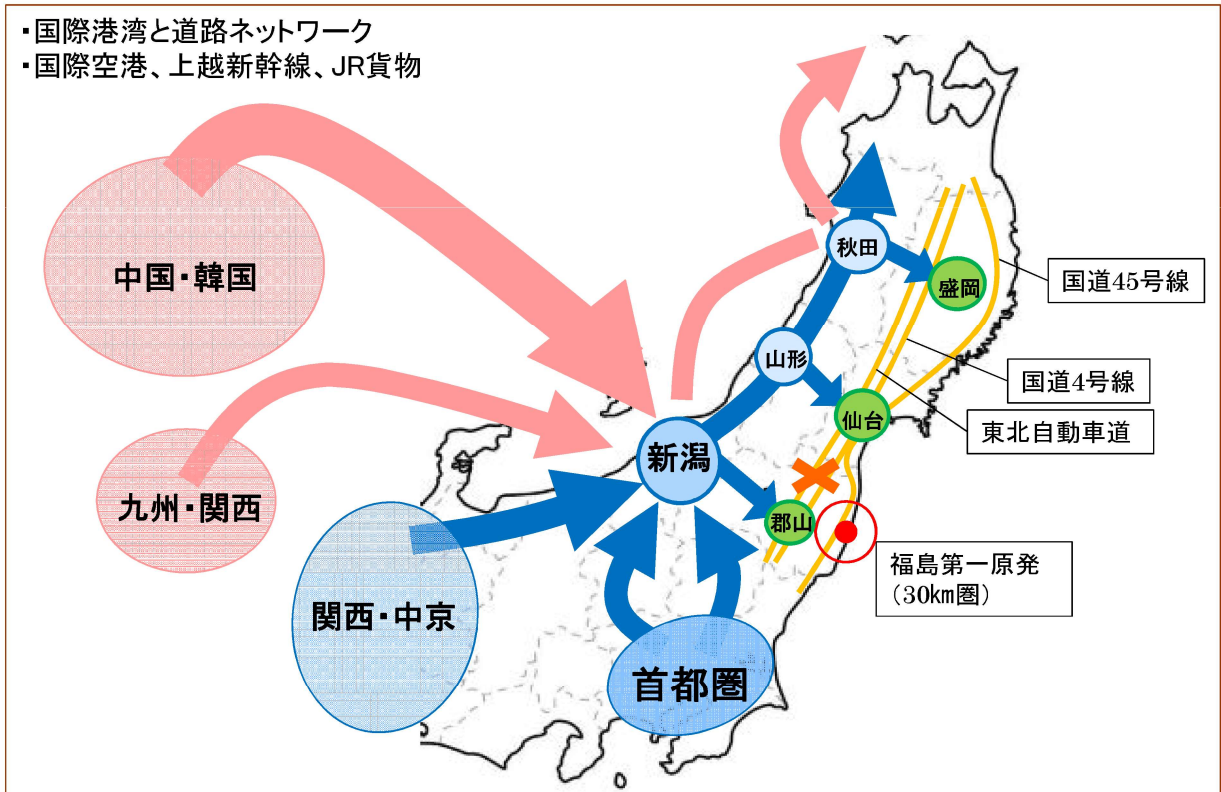 ・国際港湾と道路ネットワーク
・国際空港、上越新幹線、JR貨物
中国・韓国
秋田
盛岡
国道45号線
山形
国道4号線
仙台
東北自動車道
新潟
九州・関西
郡山
福島第一原発
（30km圏）
関西・中京
首都圏